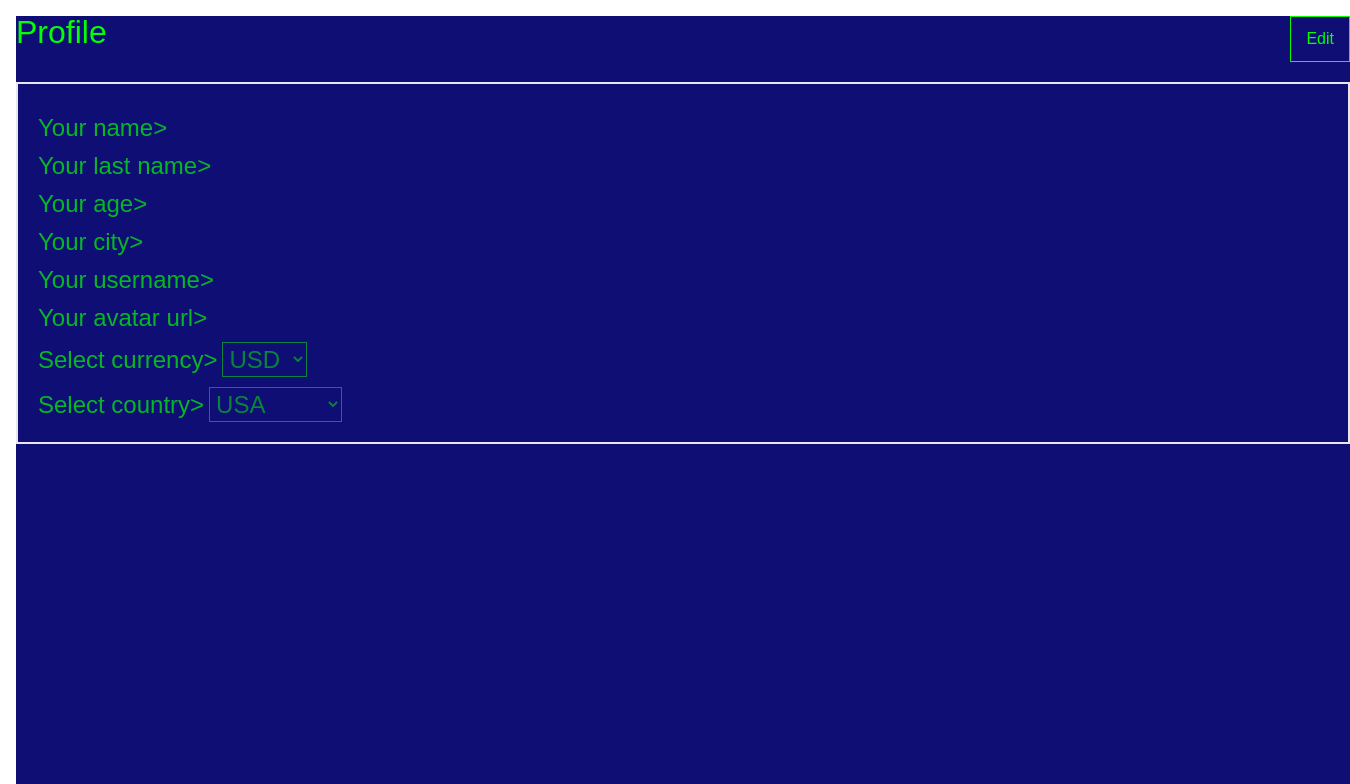 Profile
Edit
Your name>
Your last name>
Your age>
Your city>
Your username>
Your avatar url>
Select currency> USD
Select country> USA